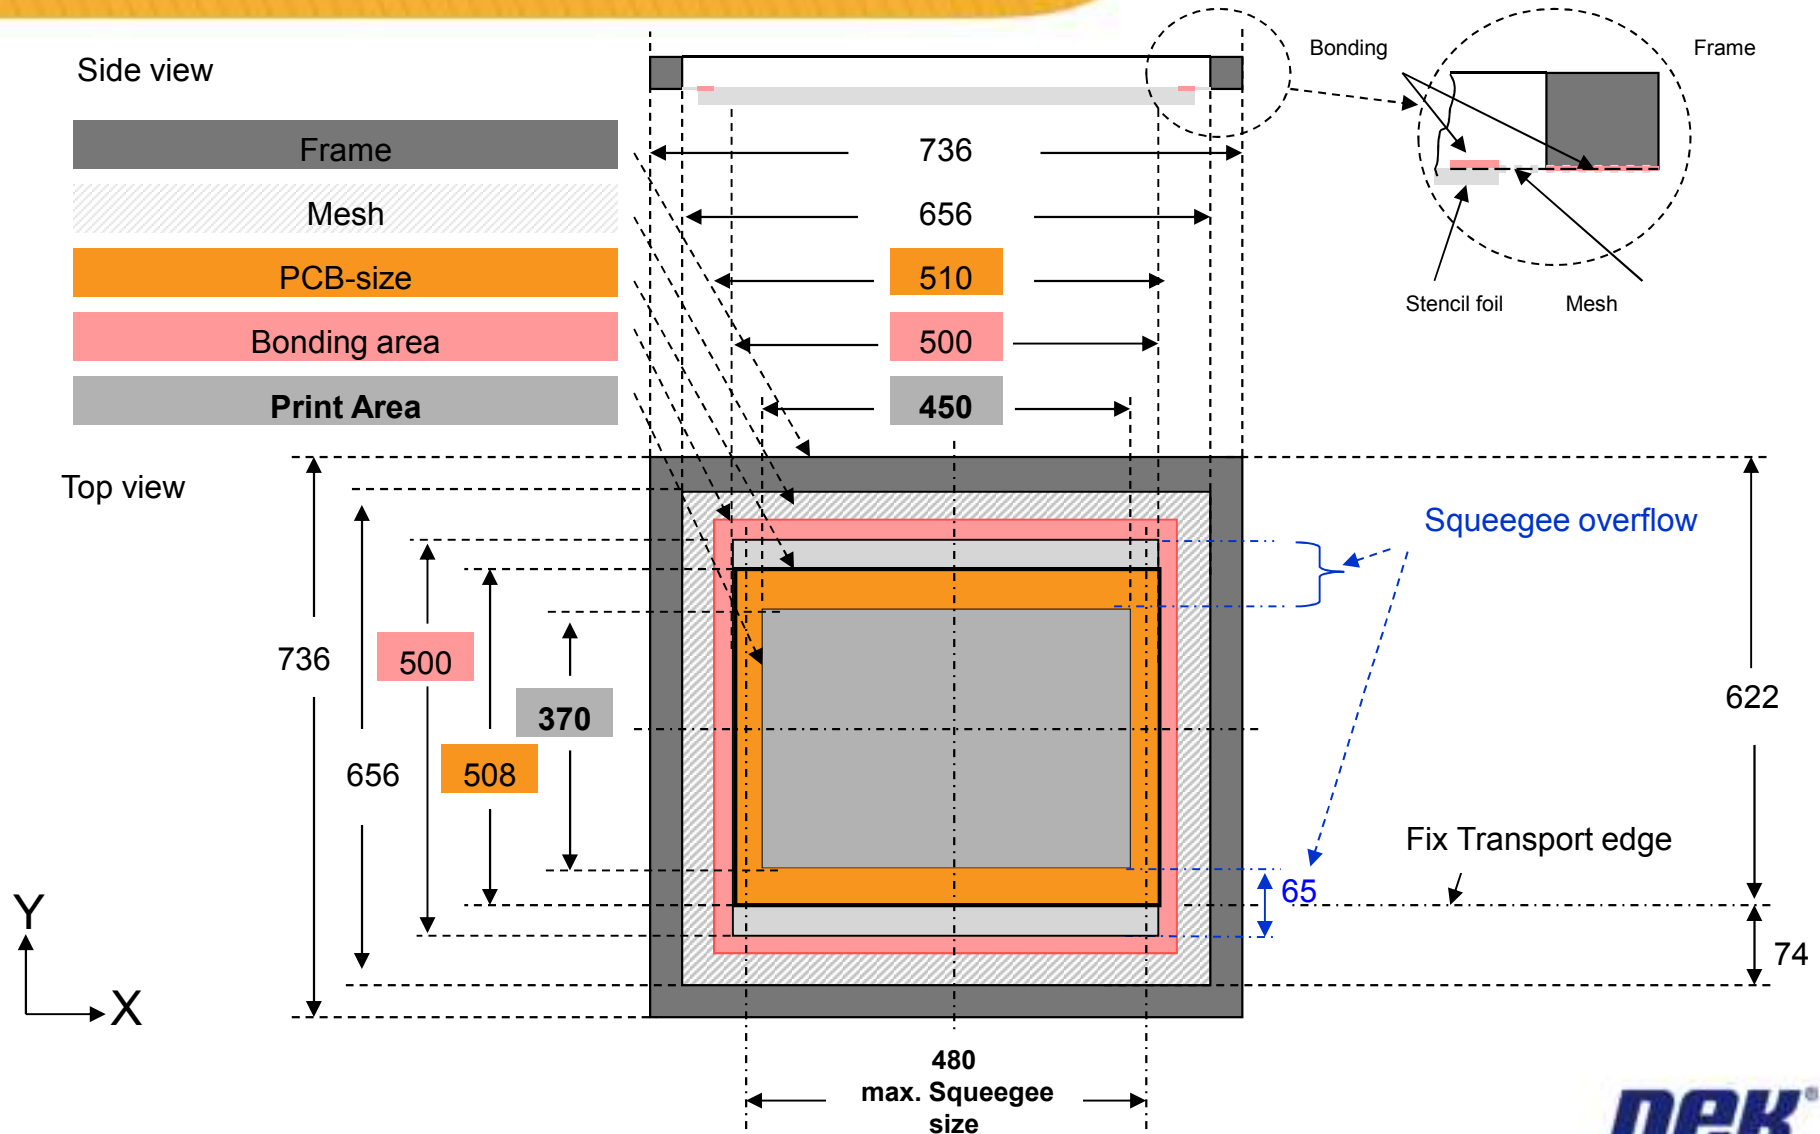 Side view
Bonding
Frame
Frame
736
Mesh
656
PCB-size
510
Stencil foil
Mesh
Bonding area
500
Print Area
450
Top view
Squeegee overflow
736
500
622
370
656
508
Fix Transport edge
65
74
Y
X
480
max. Squeegee
size
DEK®